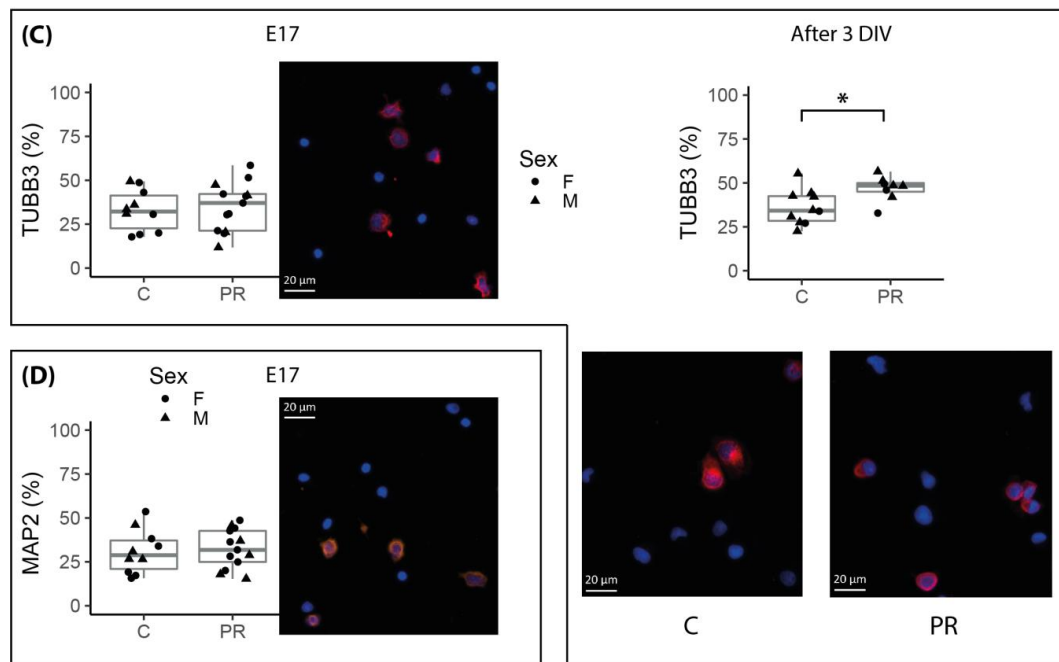 (C)
E17
After 3 DIV
TUBB3 (%)
100
75
50
25
0
C
PR
20 µm
Sex
F
M
TUBB3 (%)
100
75
50
25
0
*
C
PR
(D)
Sex
F
M
E17
MAP2 (%)
100
75
50
25
0
C
PR
20 µm
20 µm
C
20 µm
PR